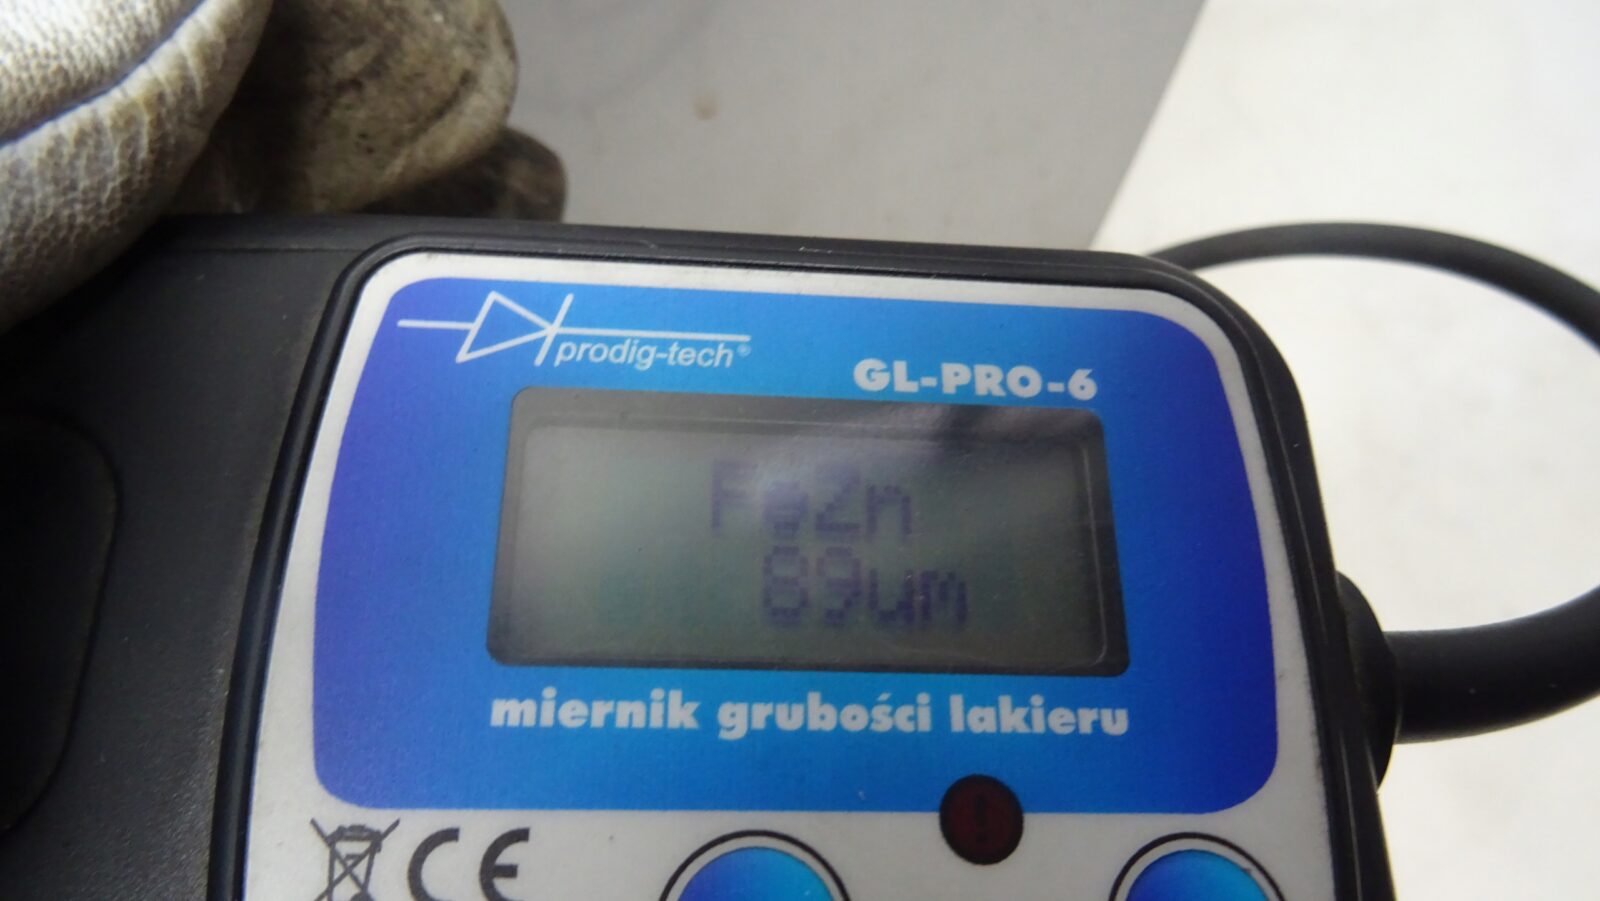 prodig-tech®
GL-PRO-6
FeZn
89um
miernik grubości lakieru
!
CE